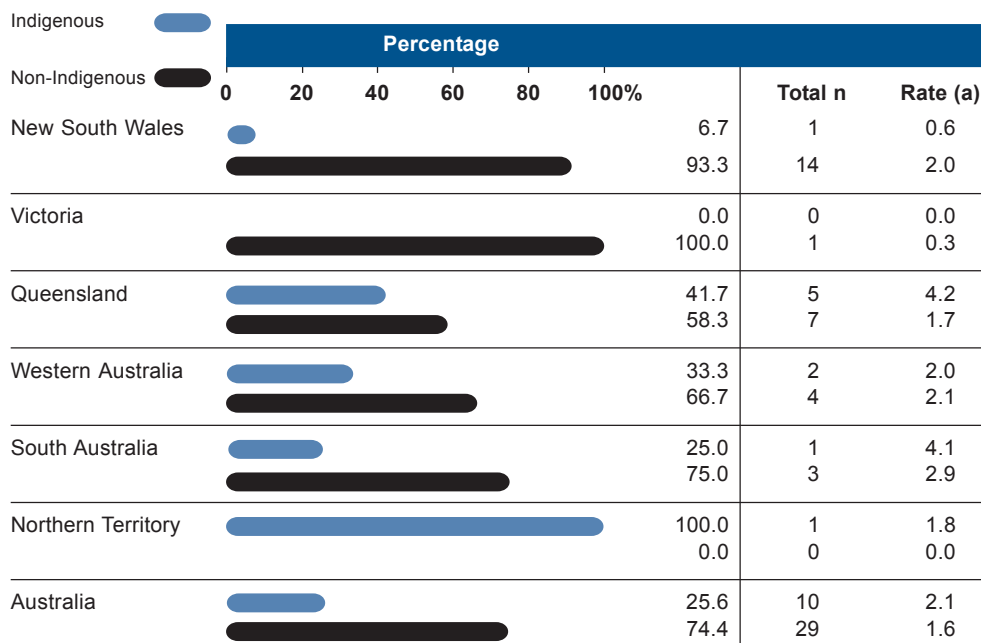 Indigenous
Percentage
Non-Indigenous
0 20 40 60 80 100% Total n Rate (a)
New South Wales 6.7 1 0.6
93.3 14 2.0
Victoria 0.0 0 0.0
100.0 1 0.3
Queensland 41.7 5 4.2
58.3 7 1.7
Western Australia 33.3 2 2.0
66.7 4 2.1
South Australia 25.0 1 4.1
75.0 3 2.9
Northern Territory 100.0 1 1.8
0.0 0 0.0
Australia 25.6 10 2.1
74.4 29 1.6